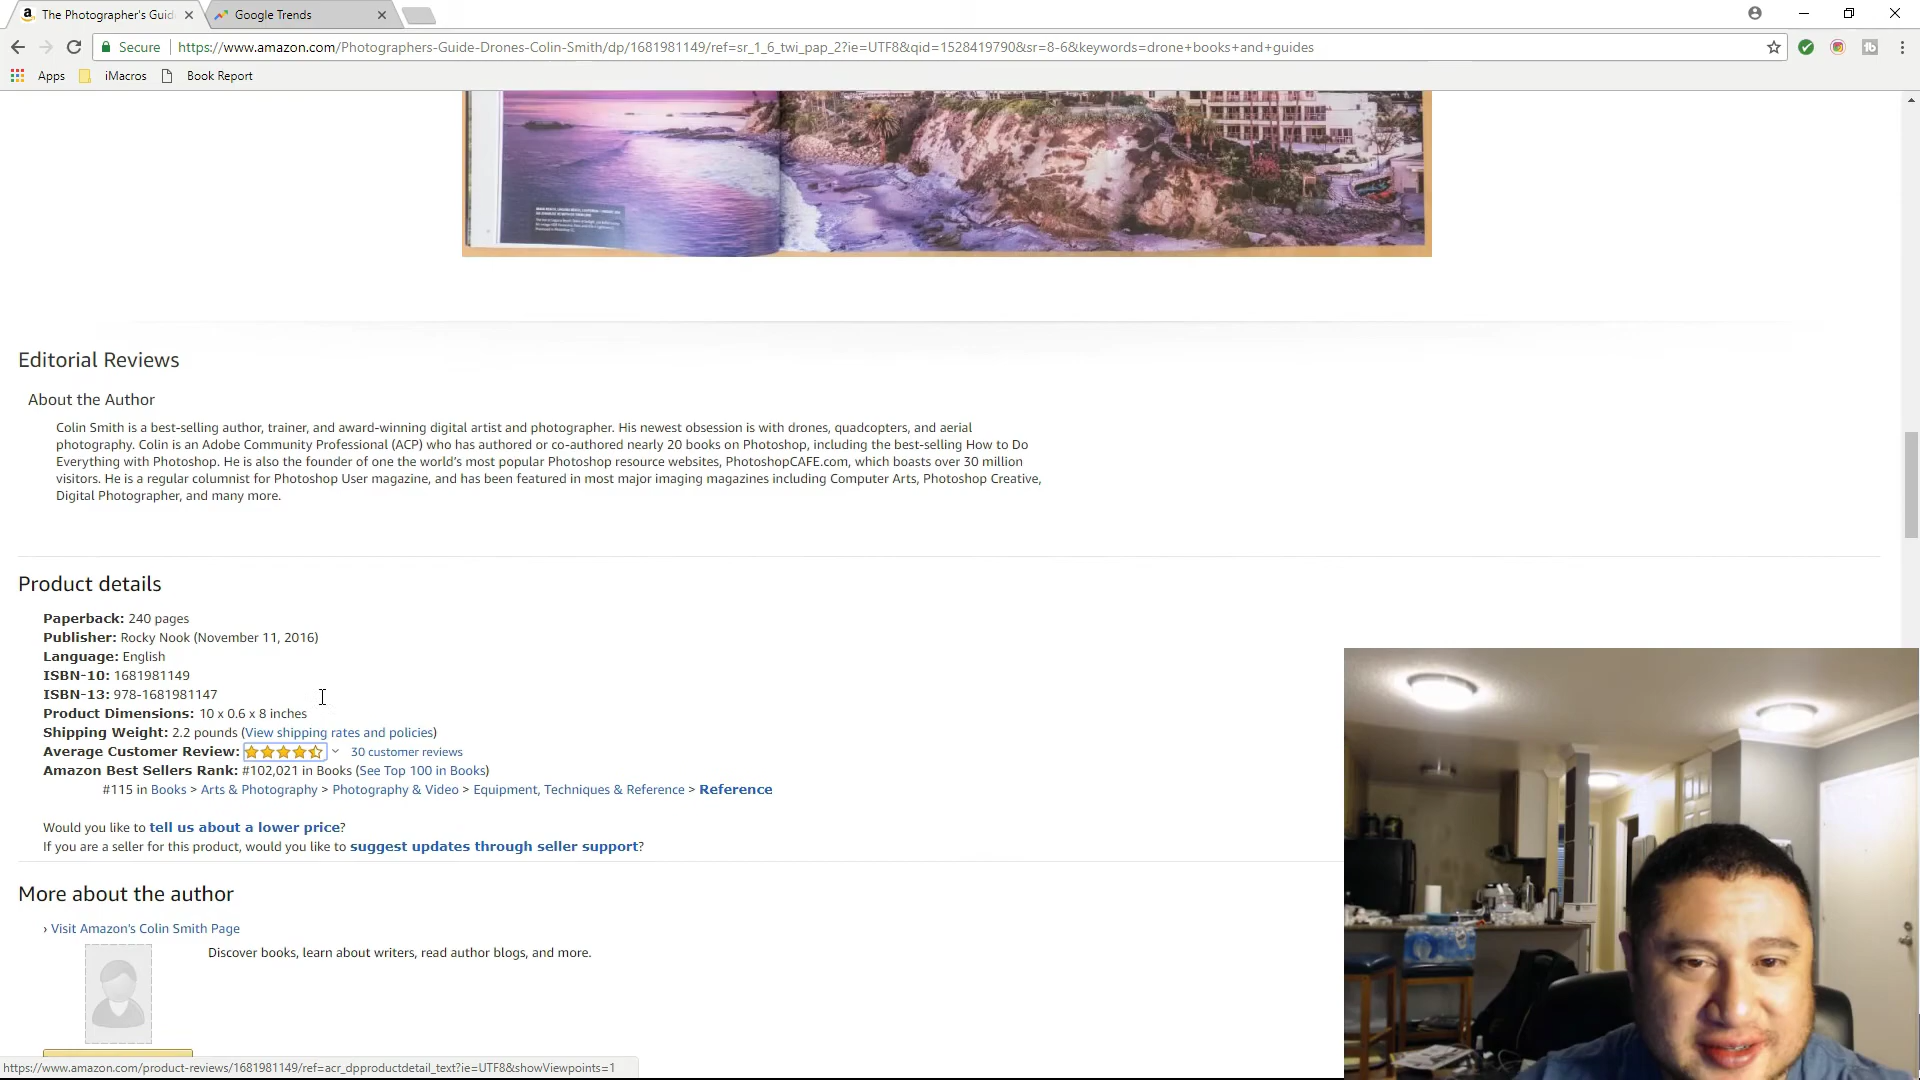 The Photographer's Guid
Google Trends
Secure
https://www.amazon.com/Photographers-Guide-Drones-Colin-Smith/dp/1681981149/ref=sr_1_6_twi_pap_2?ie=UTF8&qid=1528419790&sr=8-6&keywords=drone+books+and+guides
Apps
iMacros
Book Report
Editorial Reviews
About the Author
Colin Smith is a best-selling author, trainer, and award-winning digital artist and photographer. His newest obsession is with drones, quadcopters, and aerial
photography. Colin is an Adobe Community Professional (ACP) who has authored or co-authored nearly 20 books on Photoshop, including the best-selling How to Do
Everything with Photoshop. He is also the founder of one the world's most popular Photoshop resource websites, PhotoshopCAFE.com, which boasts over 30 million
visitors. He is a regular columnist for Photoshop User magazine, and has been featured in most major imaging magazines including Computer Arts, Photoshop Creative,
Digital Photographer, and many more.
Product details
Paperback: 240 pages
Publisher: Rocky Nook (November 11, 2016)
Language: English
ISBN-10: 1681981149
ISBN-13: 978-1681981147
Product Dimensions: 10 x 0.6 x 8 inches
Shipping Weight: 2.2 pounds (View shipping rates and policies)
Average Customer Review: 30 customer reviews
Amazon Best Sellers Rank: #102,021 in Books (See Top 100 in Books)
#115 in Books > Arts & Photography > Photography & Video > Equipment, Techniques & Reference > Reference
Would you like to tell us about a lower price?
If you are a seller for this product, would you like to suggest updates through seller support?
More about the author
› Visit Amazon's Colin Smith Page
Discover books, learn about writers, read author blogs, and more.
https://www.amazon.com/product-reviews/1681981149/ref=acr_dpproductdetail_text?ie=UTF8&showViewpoints=1